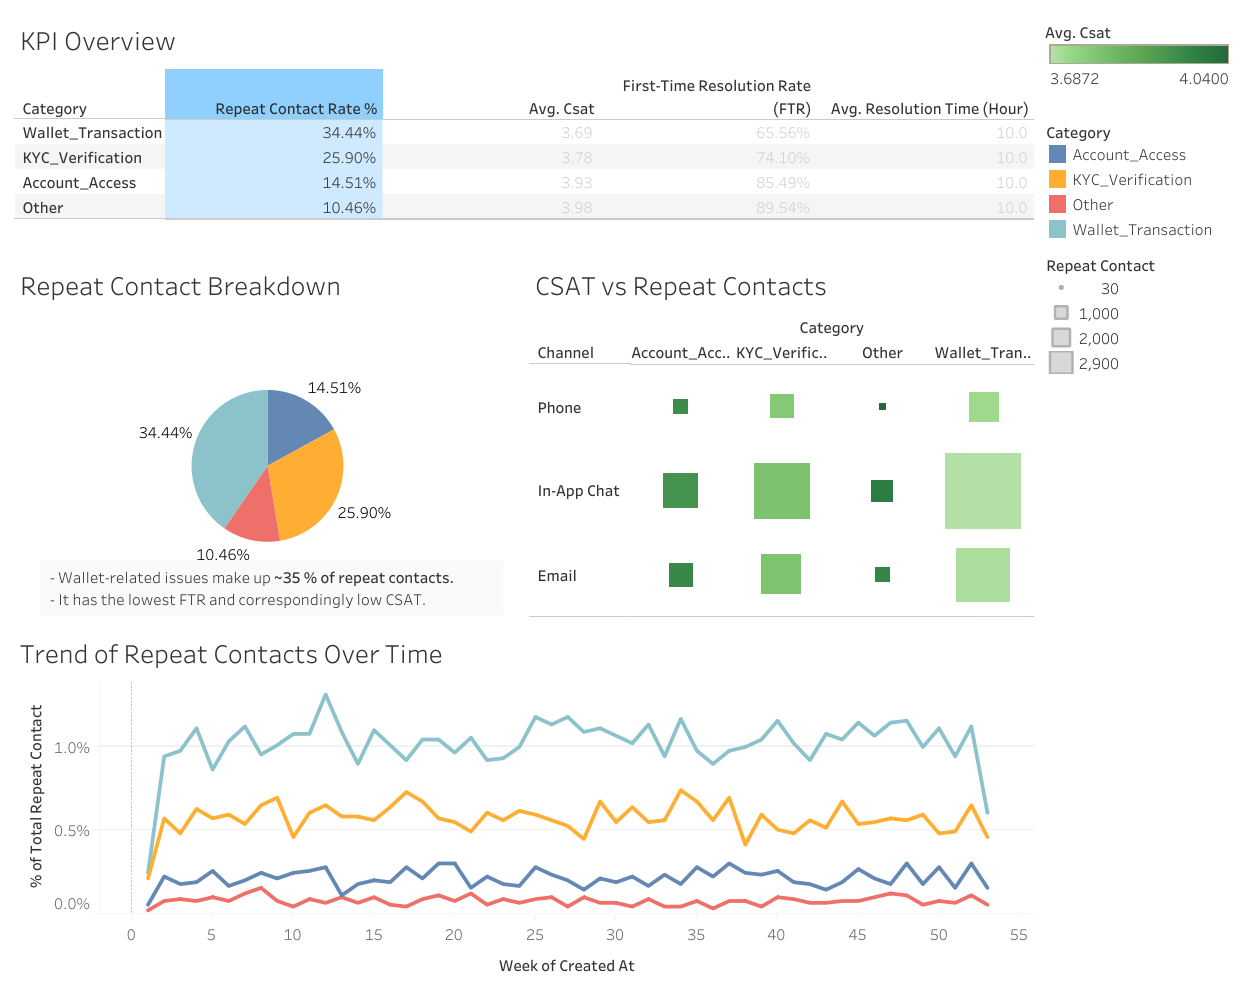 KPI Overview
Category Repeat Contact Rate % Avg. Csat First-Time Resolution Rate (FTR) Avg. Resolution Time (Hour)
Wallet_Transaction 34.44% 3.69 65.56% 10.0
KYC_Verification 25.90% 3.78 74.10% 10.0
Account_Access 14.51% 3.93 85.49% 10.0
Other 10.46% 3.98 89.54% 10.0
Avg. Csat
3.6872 4.0400
Category
Account_Access
KYC_Verification
Other
Wallet_Transaction
Repeat Contact
30
1,000
2,000
2,900
Repeat Contact Breakdown
14.51%
34.44%
25.90%
10.46%
- Wallet-related issues make up ~35 % of repeat contacts.
- It has the lowest FTR and correspondingly low CSAT.
CSAT vs Repeat Contacts
Category
Channel Account_Acc.. KYC_Verific.. Other Wallet_Tran..
Phone
In-App Chat
Email
Trend of Repeat Contacts Over Time
% of Total Repeat Contact
1.0%
0.5%
0.0%
0 5 10 15 20 25 30 35 40 45 50 55
Week of Created At